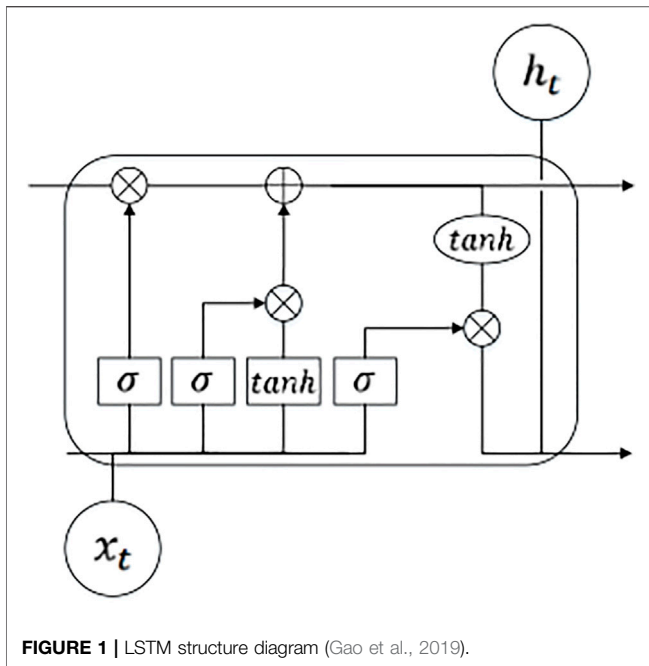 h_t
tanh
σ σ tanh σ
x_t
FIGURE 1 | LSTM structure diagram (Gao et al., 2019).